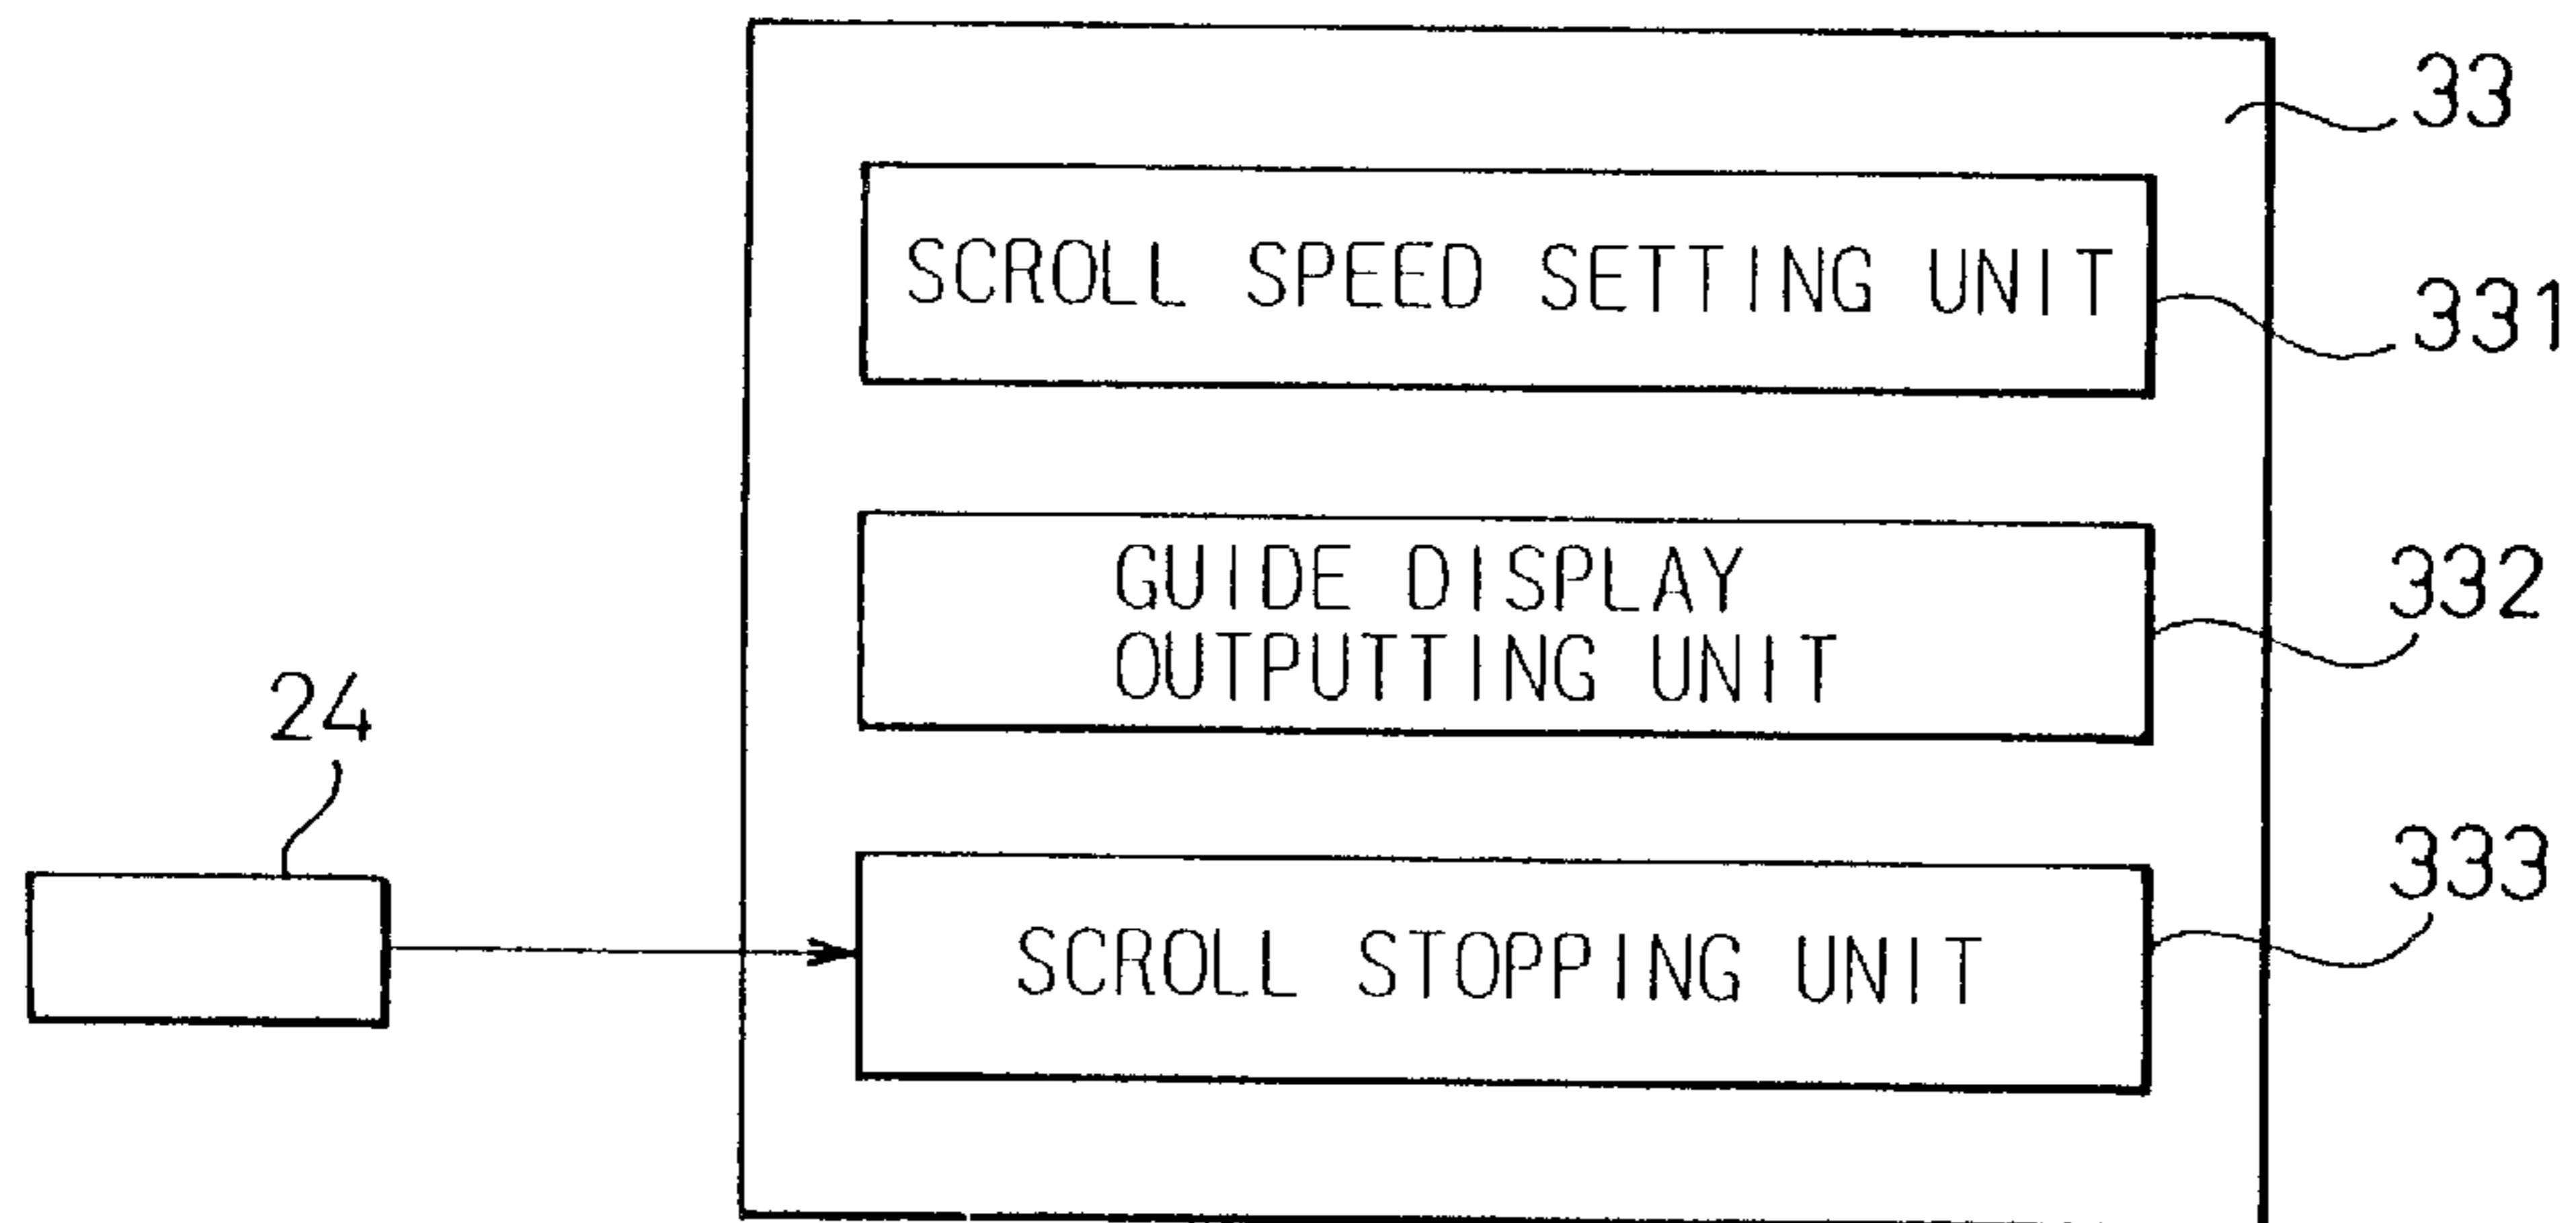 33
SCROLL SPEED SETTING UNIT
331
GUIDE DISPLAY
OUTPUTTING UNIT
332
24
SCROLL STOPPING UNIT
333